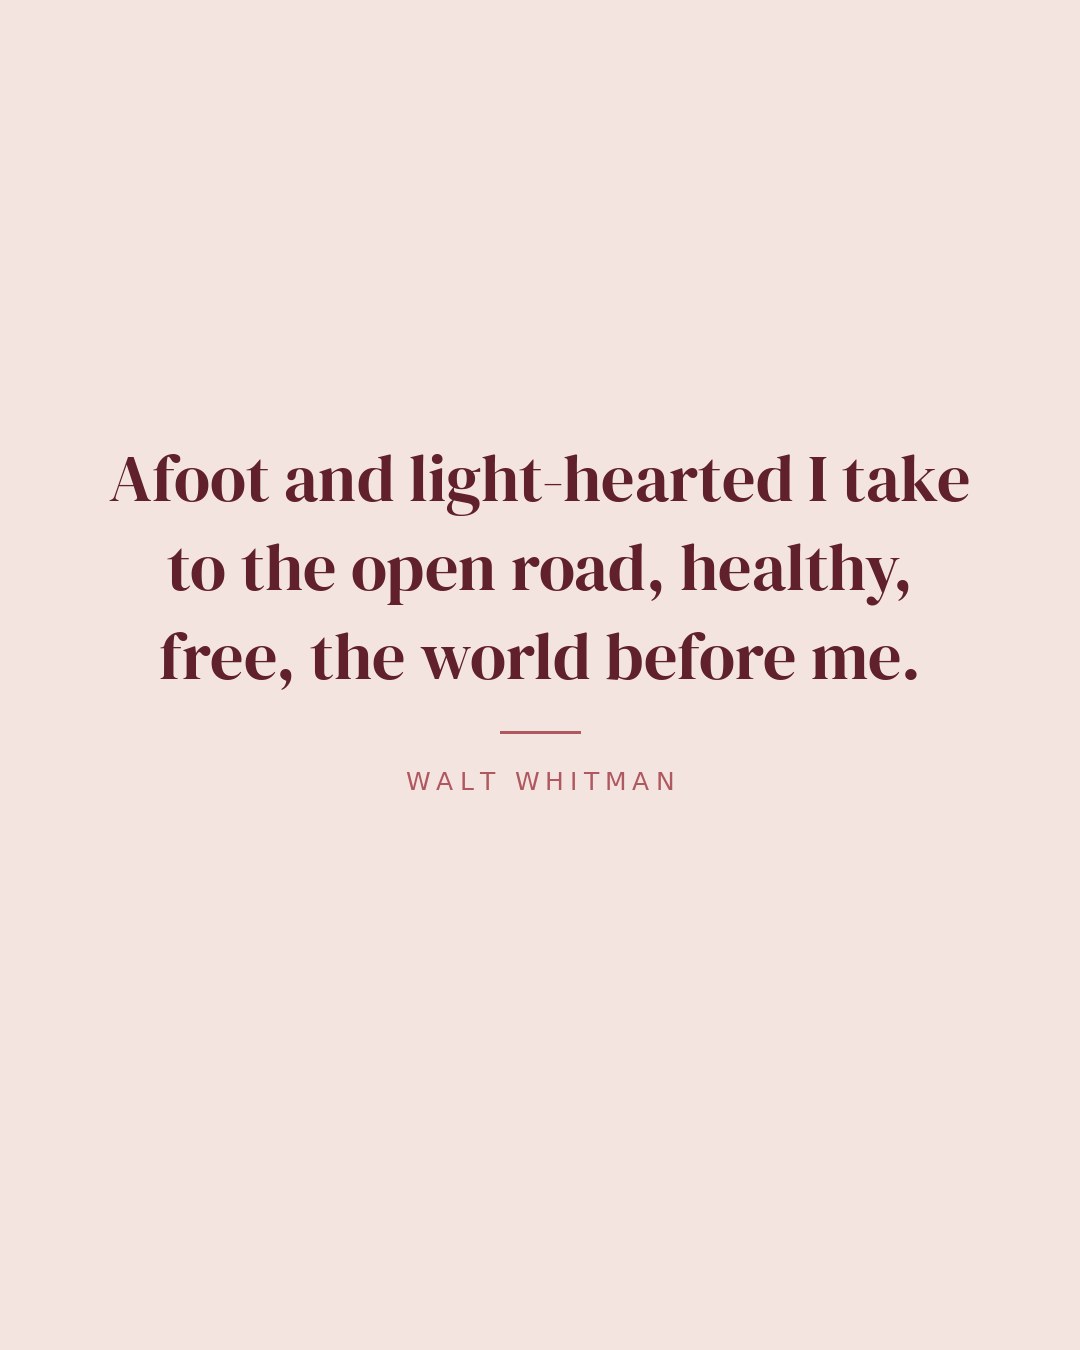 Afoot and light-hearted I take
to the open road, healthy,
free, the world before me.
WALT WHITMAN